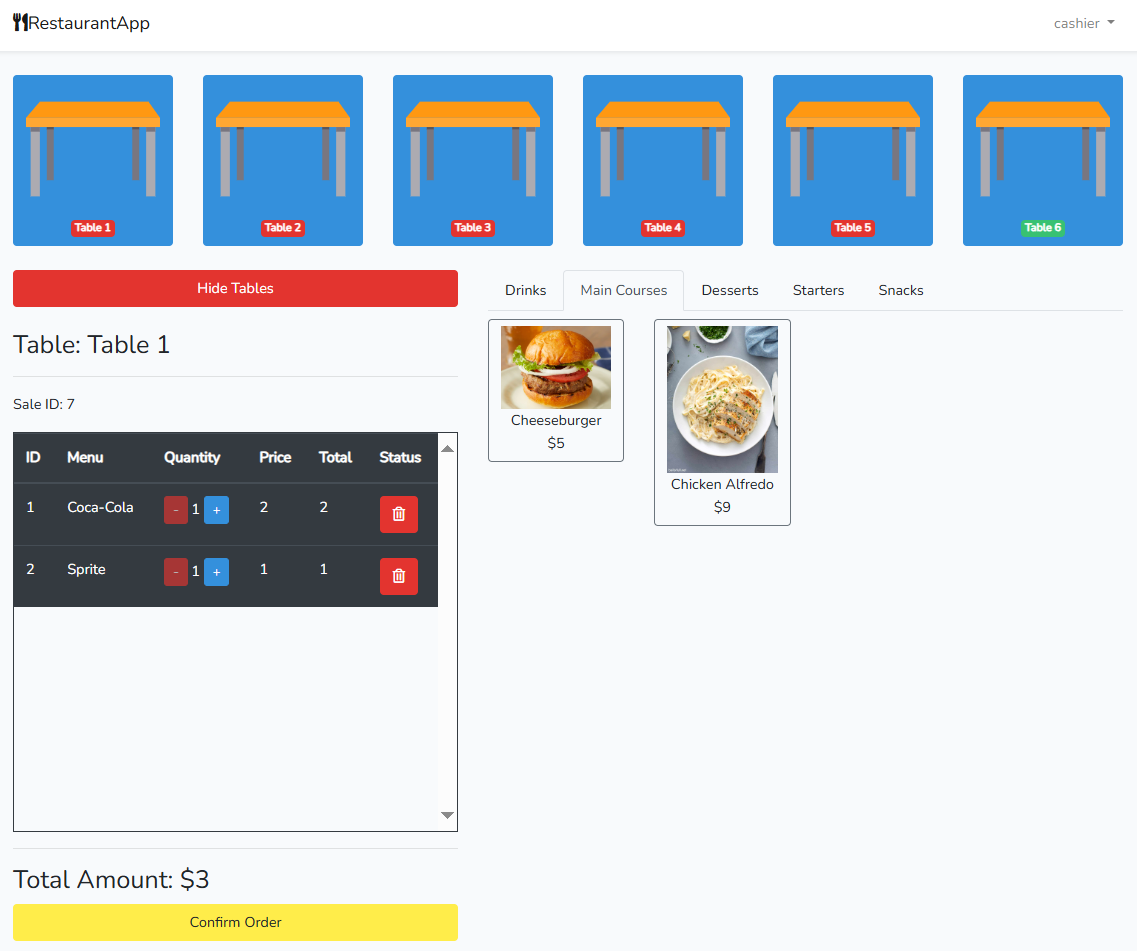 RestaurantApp
cashier
Table 1
Table 2
Table 3
Table 4
Table 5
Table 6
Hide Tables
Table: Table 1
Sale ID: 7
ID Menu Quantity Price Total Status
1 Coca-Cola - 1 + 2 2
2 Sprite - 1 + 1 1
Total Amount: $3
Confirm Order
Drinks Main Courses Desserts Starters Snacks
Cheeseburger
$5
Chicken Alfredo
$9